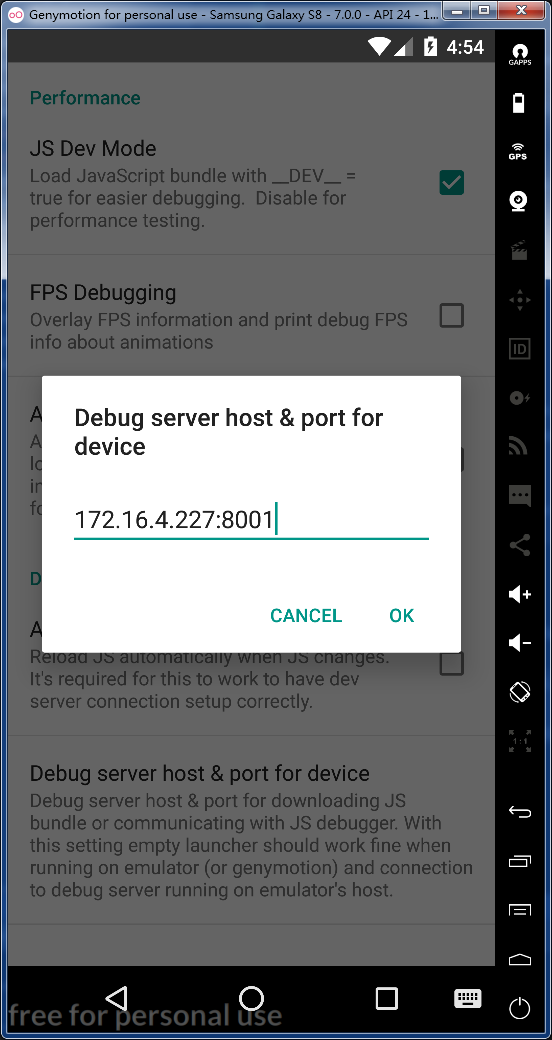 Genymotion for personal use - Samsung Galaxy S8 - 7.0.0 - API 24 - 1...
4:54
GAPPS
Performance
JS Dev Mode
Load JavaScript bundle with __DEV__ =
true for easier debugging.  Disable for
performance testing.
GPS
FPS Debugging
Overlay FPS information and print debug FPS
info about animations
ID
A
A
lo
in
fo
Debug server host & port for
device
172.16.4.227:8001
CANCEL
OK
D
A
Reload JS automatically when JS changes.
It's required for this to work to have dev
server connection setup correctly.
1:1
Debug server host & port for device
Debug server host & port for downloading JS
bundle or communicating with JS debugger. With
this setting empty launcher should work fine when
running on emulator (or genymotion) and connection
to debug server running on emulator's host.
free for personal use